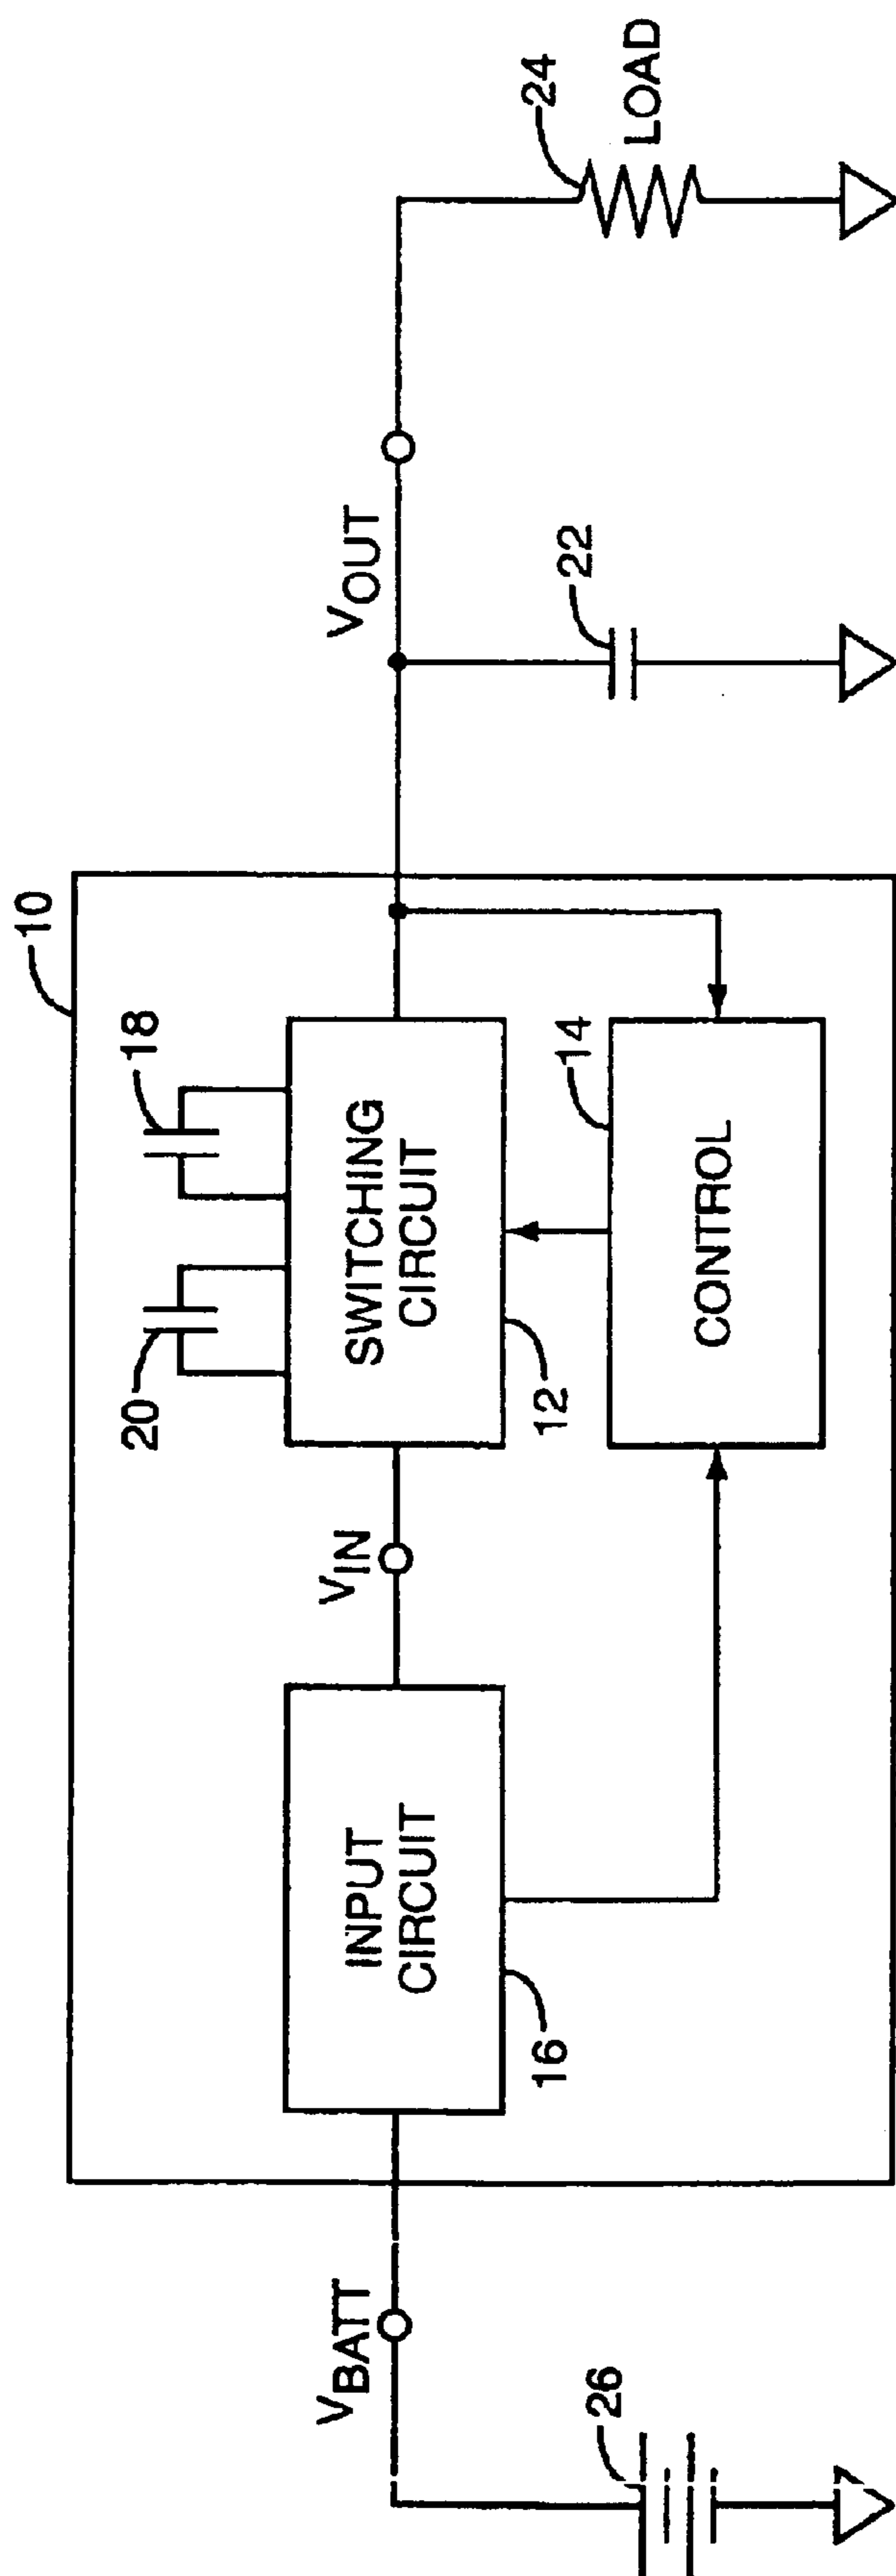 10
20
18
24
LOAD
V_BATT
INPUT
CIRCUIT
V_IN
SWITCHING
CIRCUIT
V_OUT
26
16
12
14
22
CONTROL